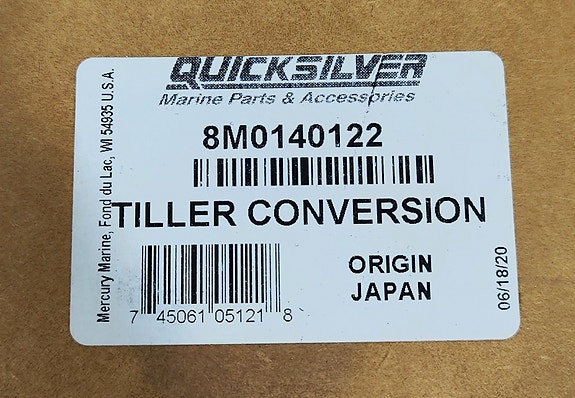 QUICKSILVER
Marine Parts & Accessories
8M0140122
TILLER CONVERSION
7 45061 05121 8
ORIGIN
JAPAN
Mercury Marine, Fond du Lac, WI 54935 U.S.A.
06/18/20